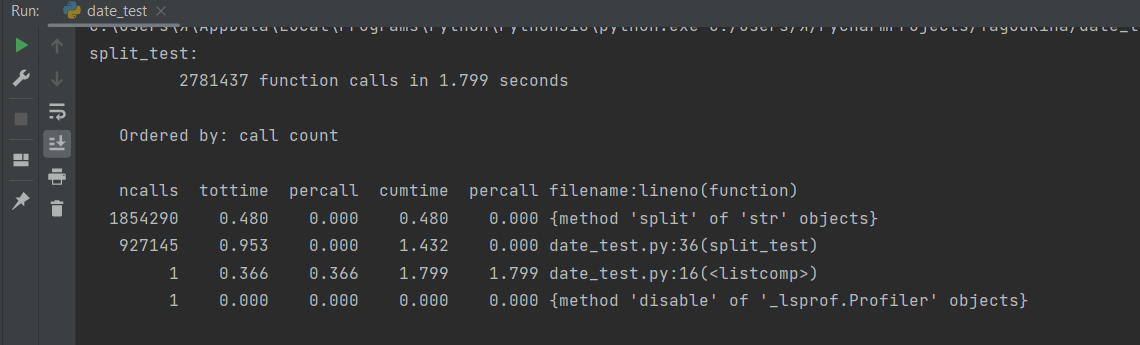 Run: date_test
split_test:
2781437 function calls in 1.799 seconds
Ordered by: call count
ncalls tottime percall cumtime percall filename:lineno(function)
1854290 0.480 0.000 0.480 0.000 {method 'split' of 'str' objects}
927145 0.953 0.000 1.432 0.000 date_test.py:36(split_test)
1 0.366 0.366 1.799 1.799 date_test.py:16(<listcomp>)
1 0.000 0.000 0.000 0.000 {method 'disable' of '_lsprof.Profiler' objects}